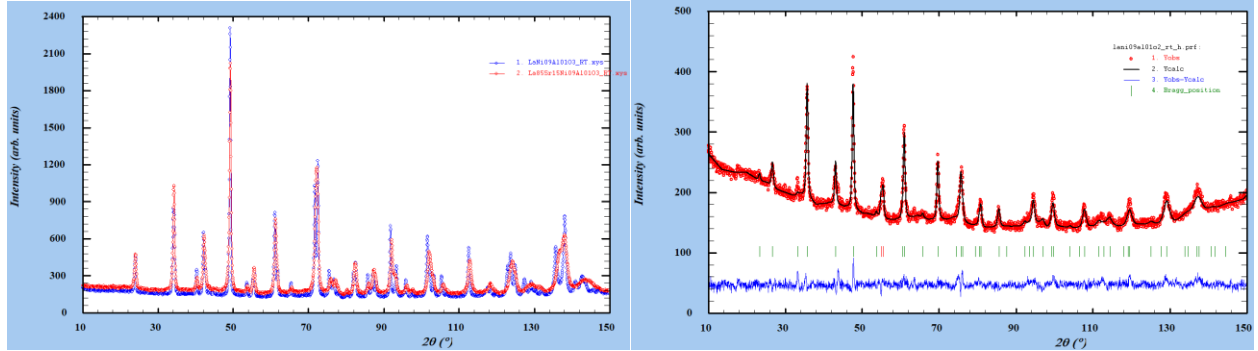 2400
2100
1800
1500
1200
900
600
300
0
Intensity (arb. units)
1. LaNi09Al01O3_RT.xys
2. La85Sr15Ni09Al01O3_RT.xys
10 30 50 70 90 110 130 150
2θ (°)
500
400
300
200
100
0
Intensity (arb. units)
lani09al01o2_rt_h.prf:
1. Yobs
2. Ycalc
3. Yobs-Ycalc
4. Bragg_position
10 30 50 70 90 110 130 150
2θ (°)